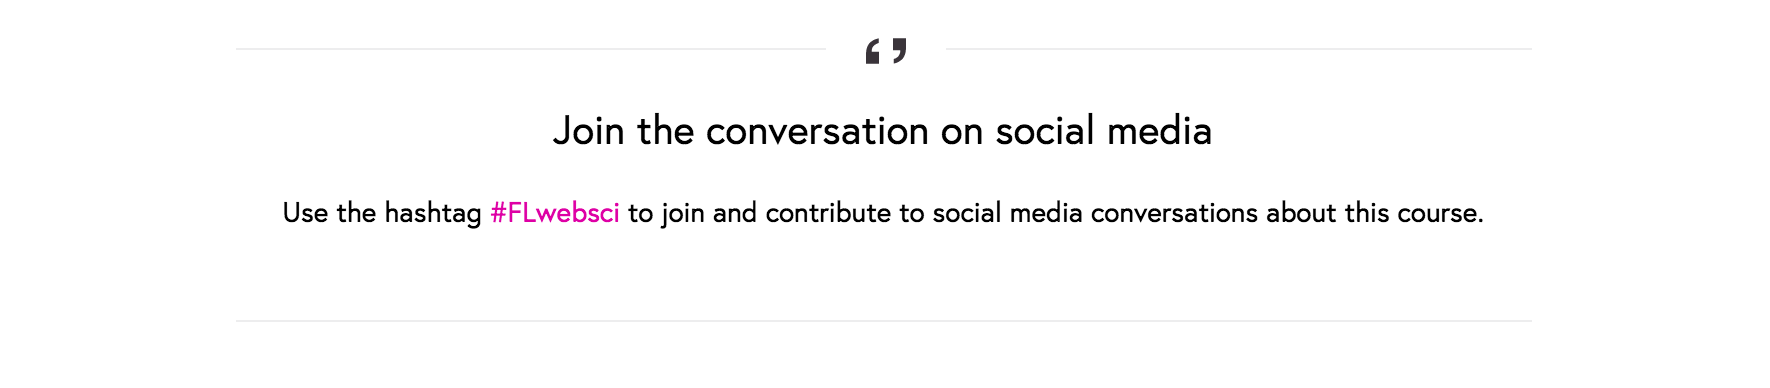 Join the conversation on social media
Use the hashtag #FLwebsci to join and contribute to social media conversations about this course.